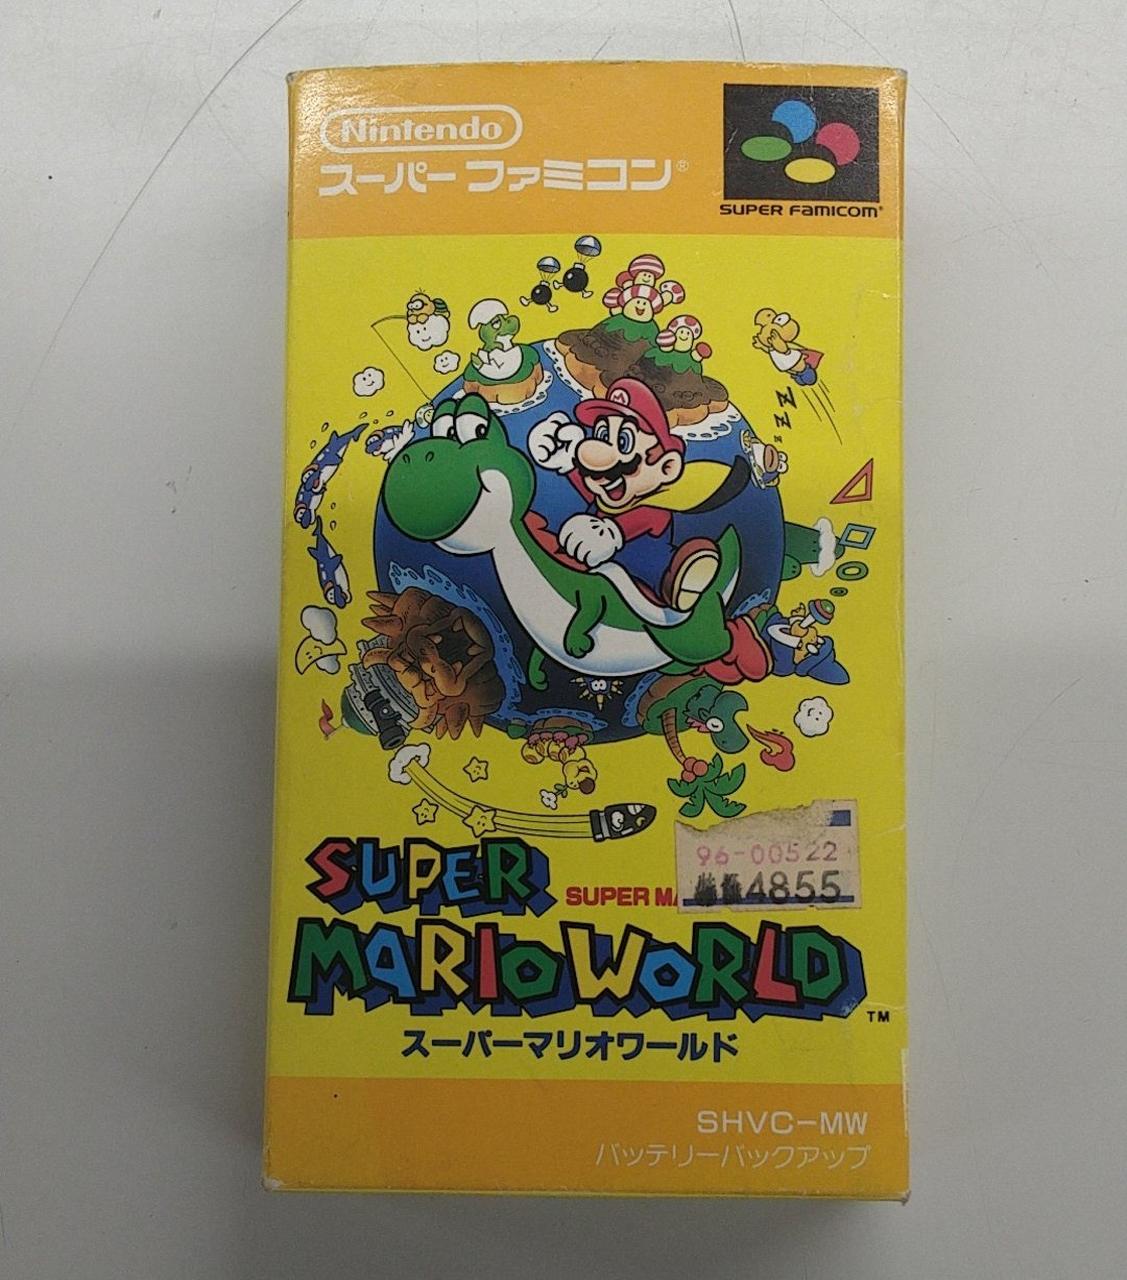 Nintendo
スーパーファミコン®
SUPER FAMICOM®
M
Z
Z
Z
96-00522
4855
SUPER
SUPER MA
MARIO WORLD
TM
スーパーマリオワールド
SHVC-MW
バッテリーバックアップ